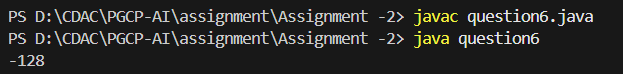 PS D:\CDAC\PGCP-AI\assignment\Assignment -2> javac question6.java
PS D:\CDAC\PGCP-AI\assignment\Assignment -2> java question6
-128